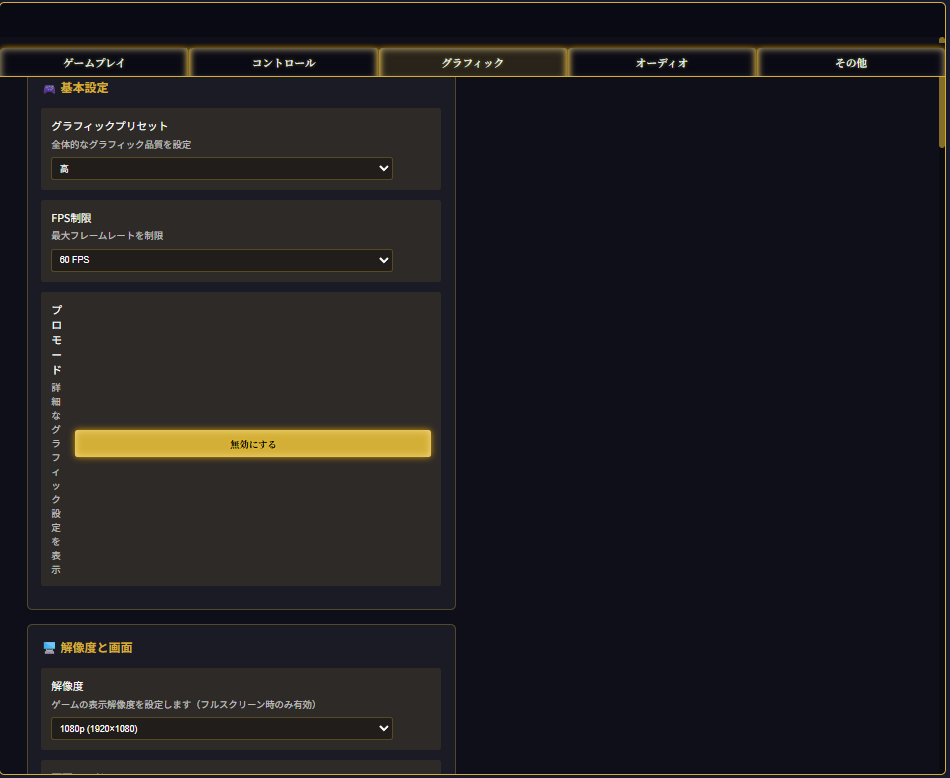 ゲームプレイ
コントロール
グラフィック
オーディオ
その他
基本設定
グラフィックプリセット
全体的なグラフィック品質を設定
高
FPS制限
最大フレームレートを制限
60 FPS
プロモード
詳細なグラフィック設定を表示
無効にする
解像度と画面
解像度
ゲームの表示解像度を設定します（フルスクリーン時のみ有効）
1080p (1920×1080)